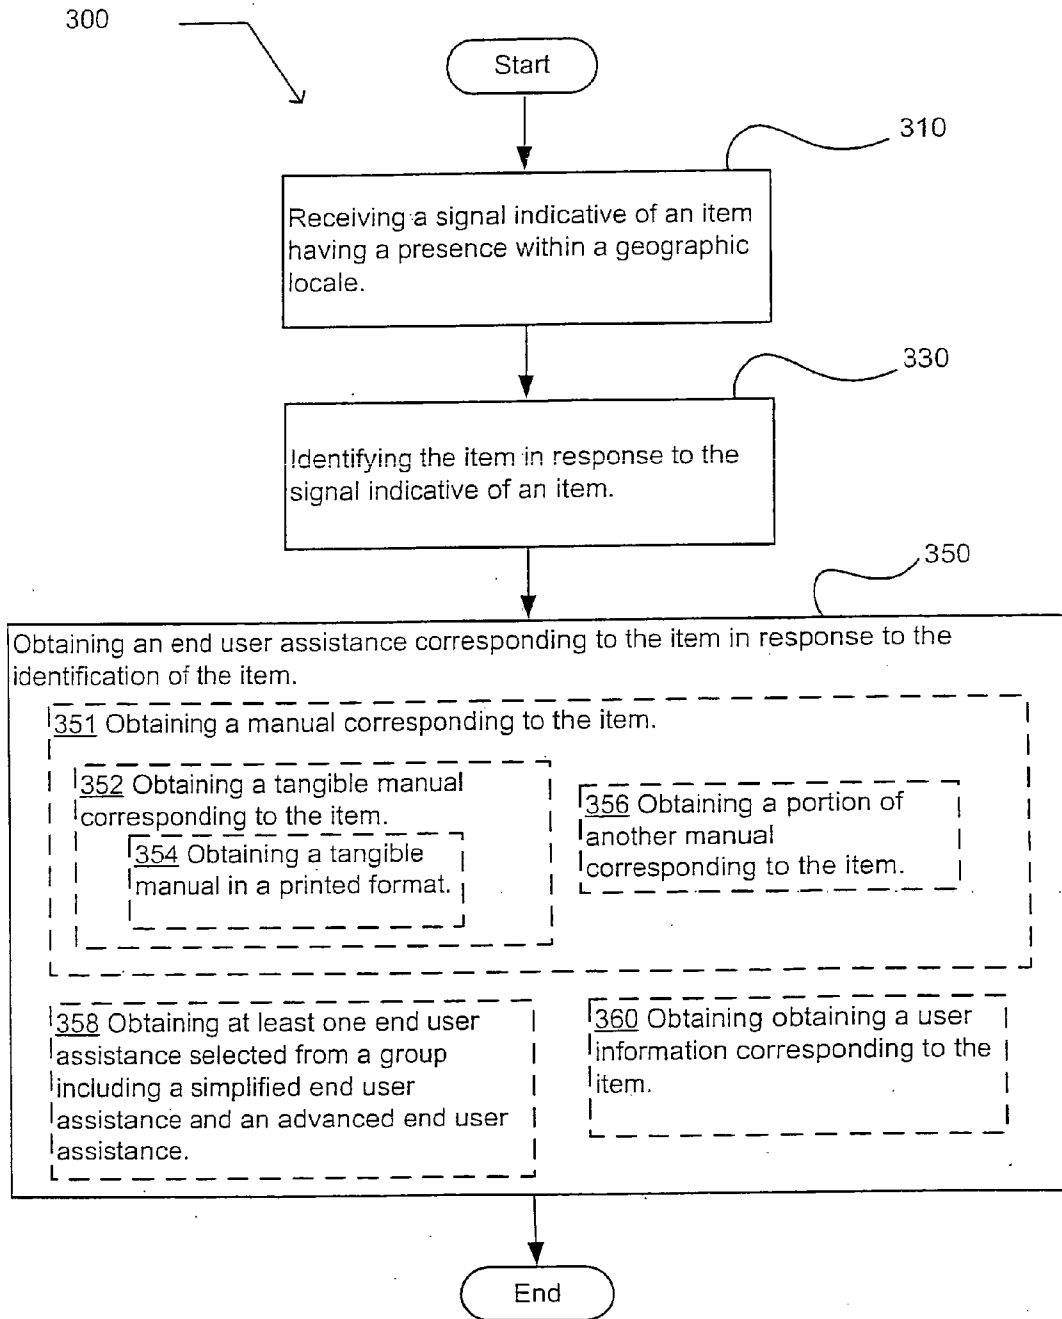 300
Start
310
Receiving a signal indicative of an item
having a presence within a geographic
locale.
330
Identifying the item in response to the
signal indicative of an item.
350
Obtaining an end user assistance corresponding to the item in response to the
identification of the item.
351 Obtaining a manual corresponding to the item.
352 Obtaining a tangible manual
corresponding to the item.
354 Obtaining a tangible
manual in a printed format.
356 Obtaining a portion of
another manual
corresponding to the item.
358 Obtaining at least one end user
assistance selected from a group
including a simplified end user
assistance and an advanced end user
assistance.
360 Obtaining obtaining a user
information corresponding to the
item.
End